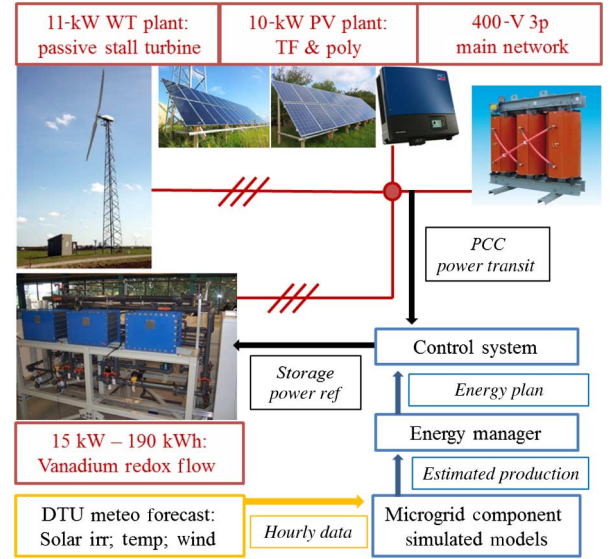 11-kW WT plant:
passive stall turbine
10-kW PV plant:
TF & poly
400-V 3p
main network
PCC
power transit
Control system
Storage
power ref
Energy plan
Energy manager
15 kW – 190 kWh:
Vanadium redox flow
Estimated production
DTU meteo forecast:
Solar irr; temp; wind
Hourly data
Microgrid component
simulated models